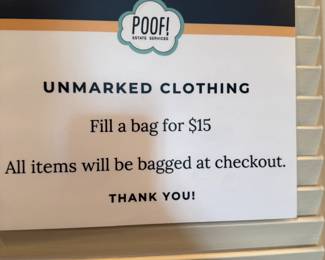 POOF!
ESTATE SERVICES
UNMARKED CLOTHING
Fill a bag for $15
All items will be bagged at checkout.
THANK YOU!